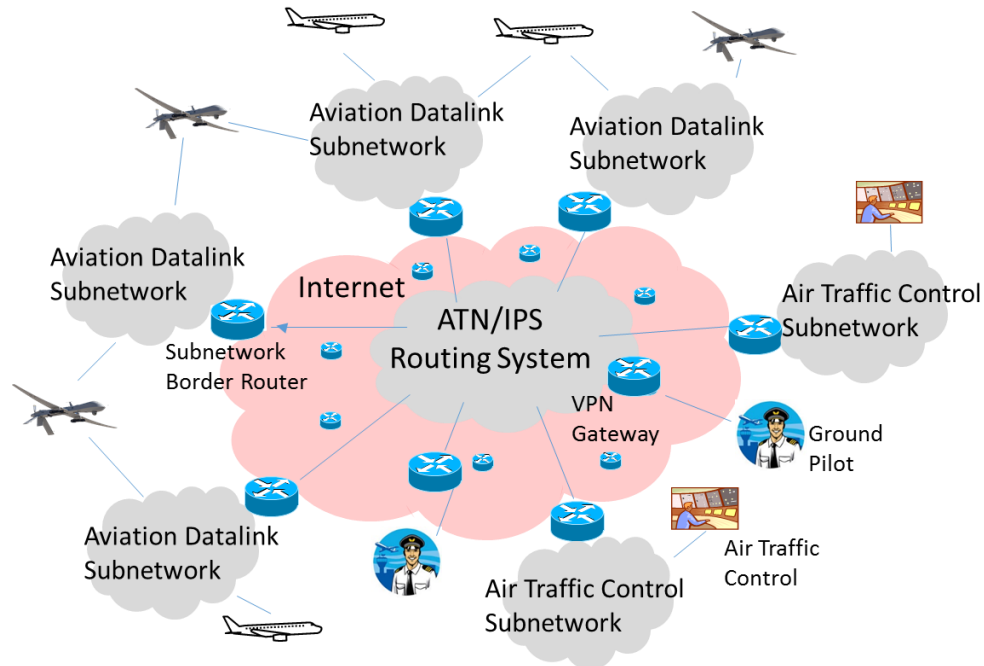 Aviation Datalink
Subnetwork
Aviation Datalink
Subnetwork
Aviation Datalink
Subnetwork
Internet
ATN/IPS
Routing System
Air Traffic Control
Subnetwork
Subnetwork
Border Router
VPN
Gateway
Ground
Pilot
Aviation Datalink
Subnetwork
Air Traffic
Control
Air Traffic Control
Subnetwork